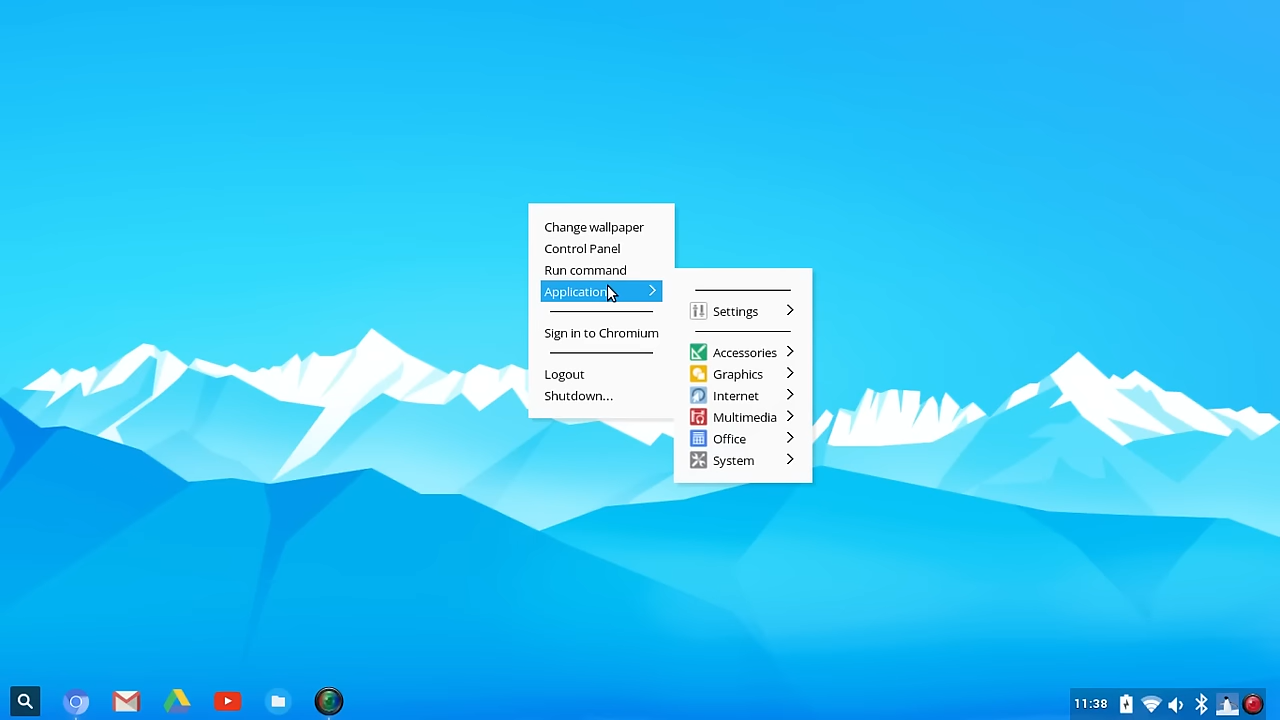 Change wallpaper
Control Panel
Run command
Application
Sign in to Chromium
Logout
Shutdown...
Settings
Accessories
Graphics
Internet
Multimedia
Office
System
11:38